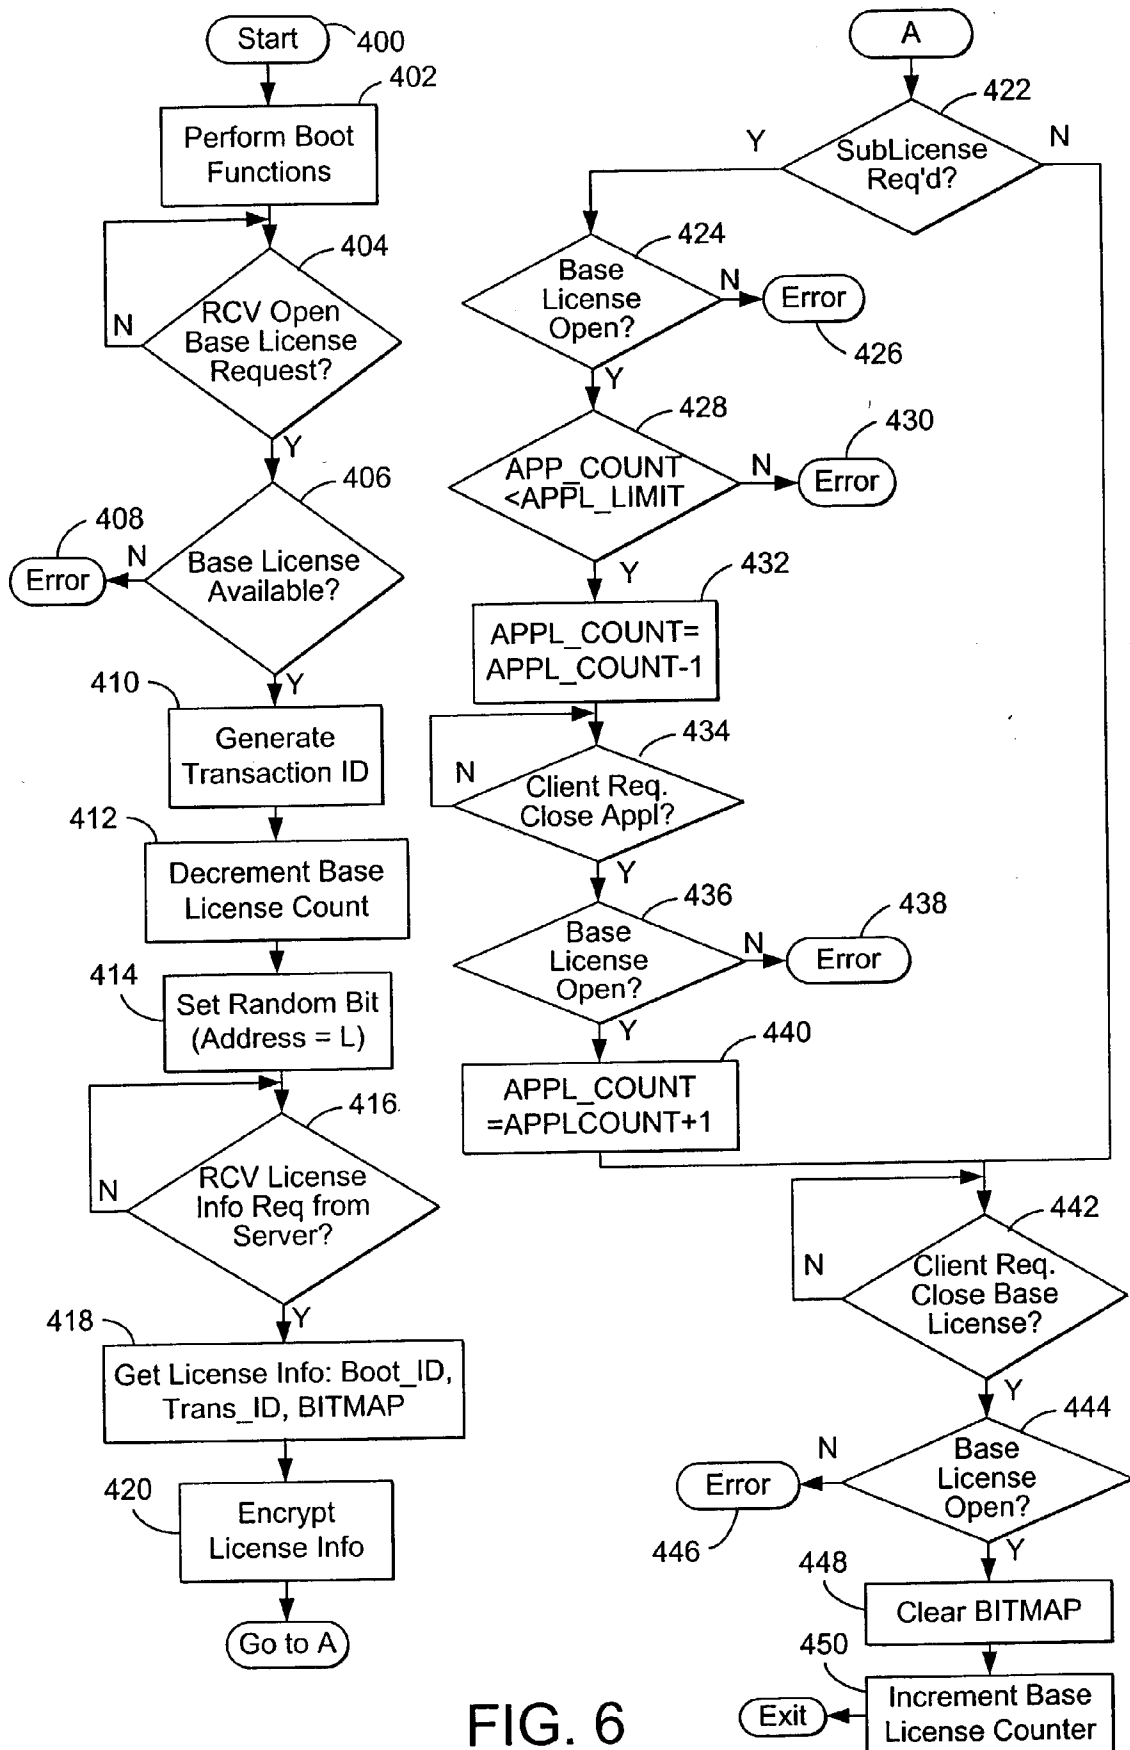 Start
400
402
Perform Boot
Functions
404
RCV Open
Base License
Request?
N
Y
406
408
Base License
Available?
N
Error
Y
410
Generate
Transaction ID
412
Decrement Base
License Count
414
Set Random Bit
(Address = L)
416
RCV License
Info Req from
Server?
N
Y
418
Get License Info: Boot_ID,
Trans_ID, BITMAP
420
Encrypt
License Info
Go to A
A
422
SubLicense
Req'd?
Y
N
424
Base
License
Open?
N
Error
426
Y
428
APP_COUNT
<APPL_LIMIT
N
430
Error
Y
432
APPL_COUNT=
APPL_COUNT-1
434
Client Req.
Close Appl?
N
Y
436
Base
License
Open?
N
438
Error
Y
440
APPL_COUNT
=APPLCOUNT+1
442
Client Req.
Close Base
License?
N
Y
444
Base
License
Open?
N
Error
446
Y
448
Clear BITMAP
450
Increment Base
License Counter
Exit
FIG. 6